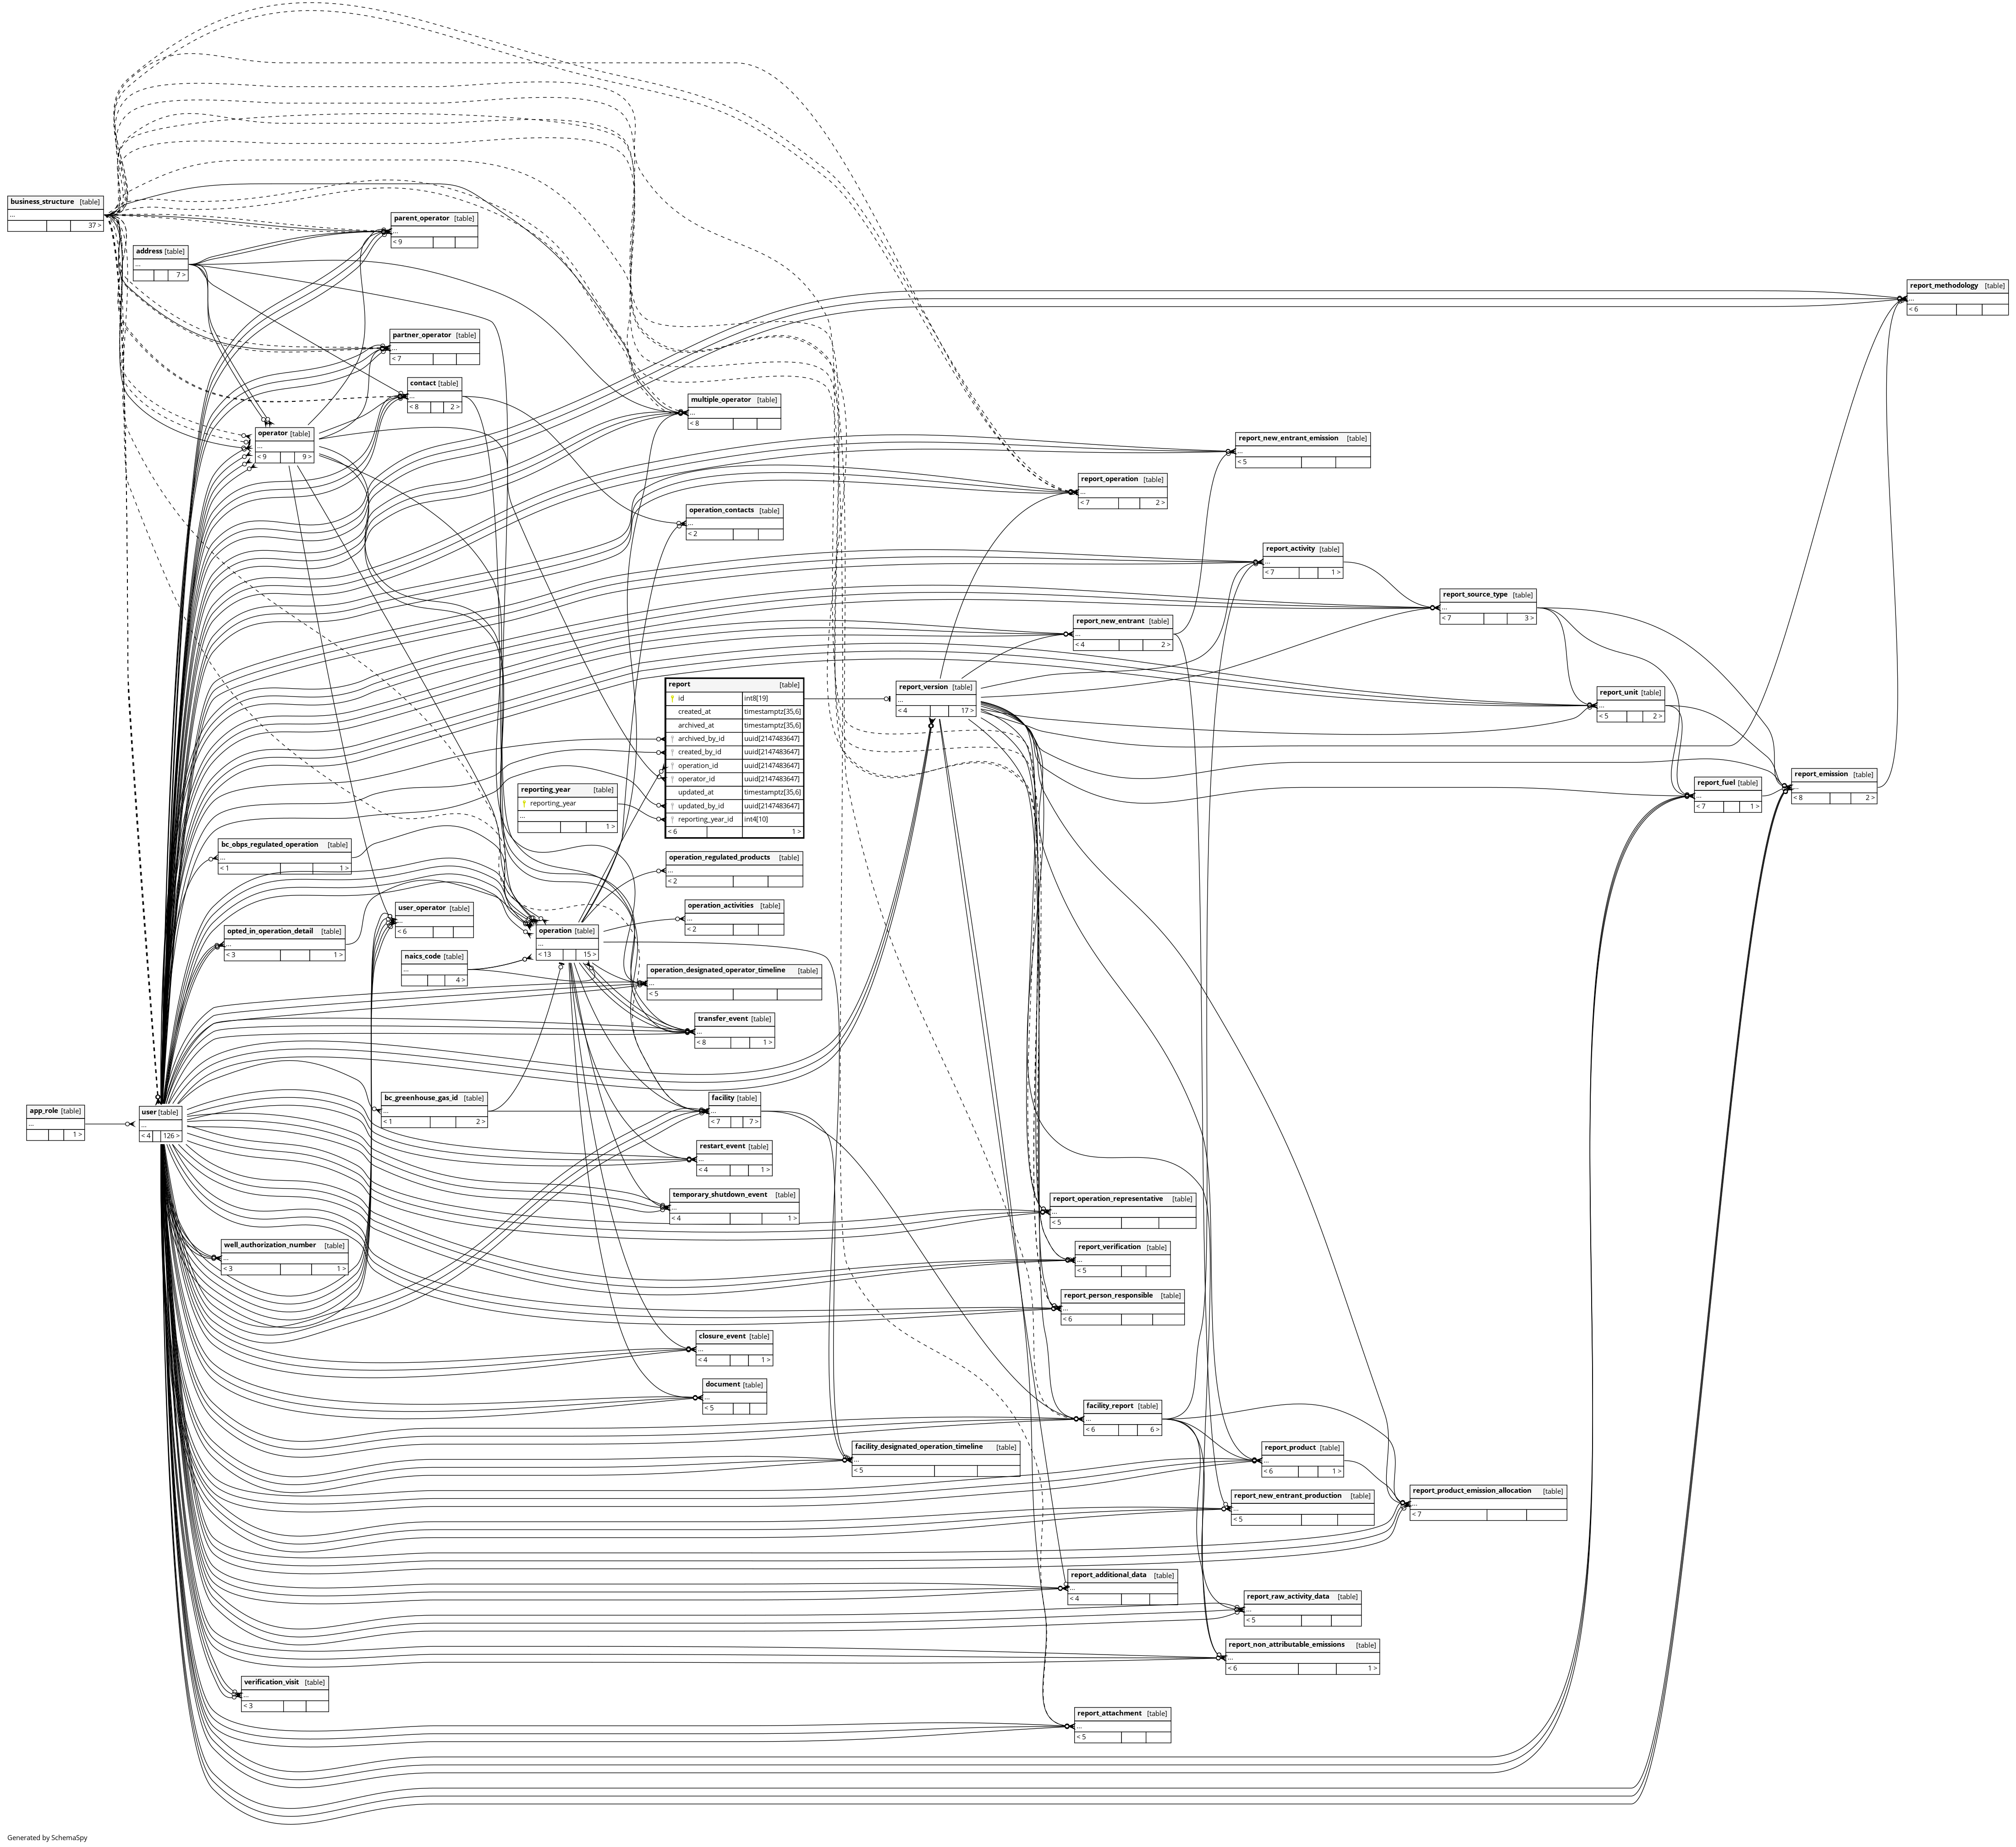 business_structure [table]
...
37 >
parent_operator [table]
...
< 9
address [table]
...
7 >
report_methodology [table]
...
< 6
partner_operator [table]
...
< 7
contact [table]
...
< 8 2 >
multiple_operator [table]
...
< 8
operator [table]
...
< 9 9 >
report_new_entrant_emission [table]
...
< 5
report_operation [table]
...
< 7 2 >
operation_contacts [table]
...
< 2
report_activity [table]
...
< 7 1 >
report_source_type [table]
...
< 7 3 >
report_new_entrant [table]
...
< 4 2 >
report [table]
id int8[19]
created_at timestamptz[35,6]
archived_at timestamptz[35,6]
archived_by_id uuid[2147483647]
created_by_id uuid[2147483647]
operation_id uuid[2147483647]
operator_id uuid[2147483647]
updated_at timestamptz[35,6]
updated_by_id uuid[2147483647]
reporting_year_id int4[10]
< 6 1 >
report_version [table]
...
< 4 17 >
report_unit [table]
...
< 5 2 >
report_emission [table]
...
< 8 2 >
report_fuel [table]
...
< 7 1 >
reporting_year [table]
reporting_year
...
1 >
bc_obps_regulated_operation [table]
...
< 1 1 >
operation_regulated_products [table]
...
< 2
user_operator [table]
...
< 6
operation_activities [table]
...
< 2
opted_in_operation_detail [table]
...
< 3 1 >
operation [table]
...
< 13 15 >
naics_code [table]
...
4 >
operation_designated_operator_timeline [table]
...
< 5
transfer_event [table]
...
< 8 1 >
bc_greenhouse_gas_id [table]
...
< 1 2 >
facility [table]
...
< 7 7 >
app_role [table]
...
1 >
user [table]
...
< 4 126 >
restart_event [table]
...
< 4 1 >
temporary_shutdown_event [table]
...
< 4 1 >
report_operation_representative [table]
...
< 5
well_authorization_number [table]
...
< 3 1 >
report_verification [table]
...
< 5
report_person_responsible [table]
...
< 6
closure_event [table]
...
< 4 1 >
document [table]
...
< 5
facility_report [table]
...
< 6 6 >
facility_designated_operation_timeline [table]
...
< 5
report_product [table]
...
< 6 1 >
report_product_emission_allocation [table]
...
< 7
report_new_entrant_production [table]
...
< 5
report_additional_data [table]
...
< 4
report_raw_activity_data [table]
...
< 5
report_non_attributable_emissions [table]
...
< 6 1 >
verification_visit [table]
...
< 3
report_attachment [table]
...
< 5
Generated by SchemaSpy